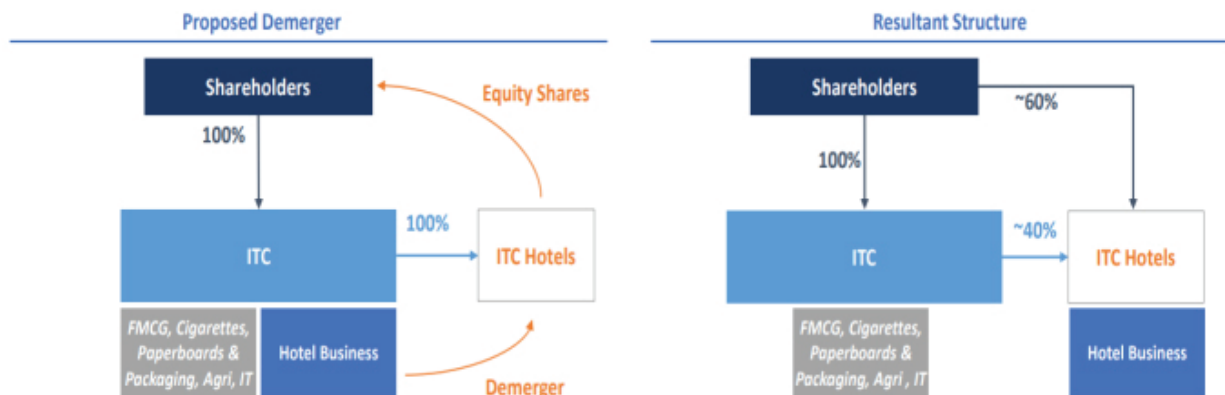 Proposed Demerger
Shareholders
Equity Shares
100%
ITC
100%
ITC Hotels
FMCG, Cigarettes,
Paperboards &
Packaging, Agri, IT
Hotel Business
Demerger
Resultant Structure
Shareholders
~60%
100%
ITC
~40%
ITC Hotels
FMCG, Cigarettes,
Paperboards &
Packaging, Agri , IT
Hotel Business